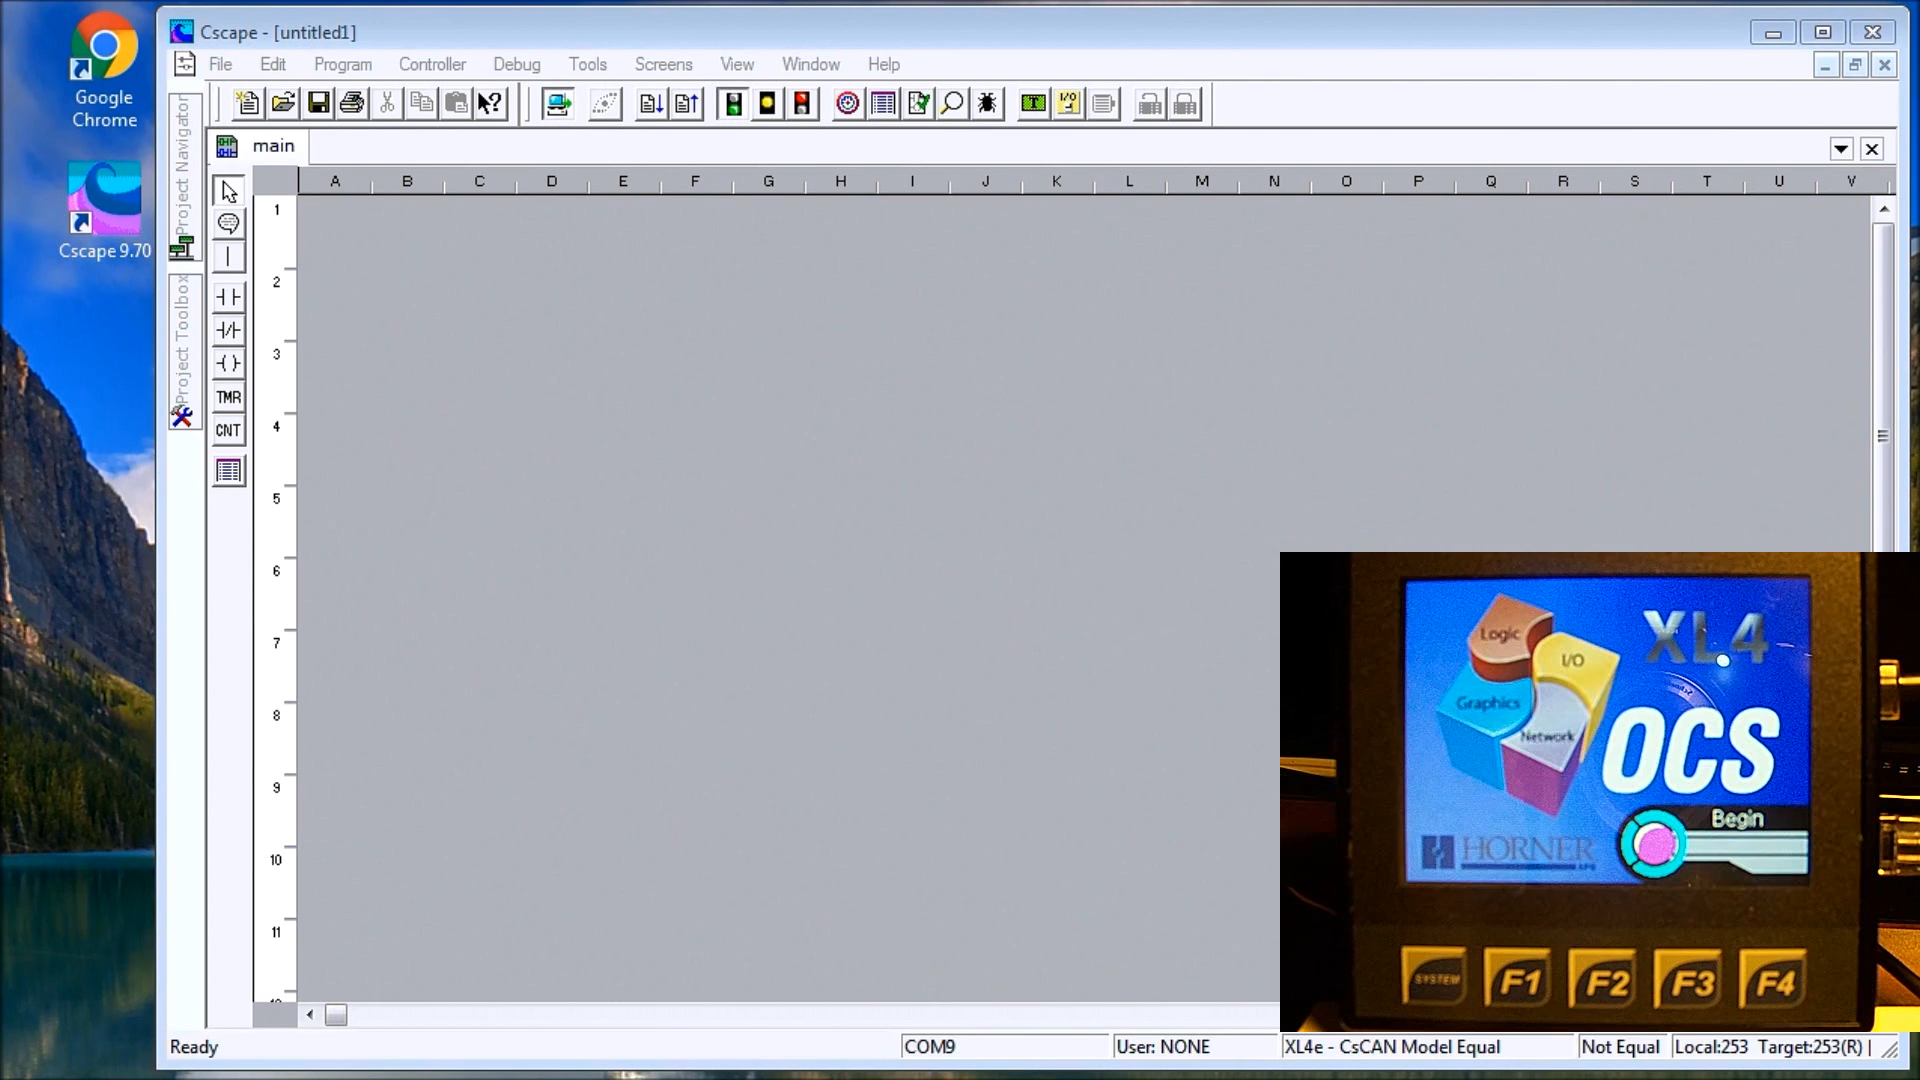 Google
Chrome
Cscape 9.70
Cscape - [untitled1]
File Edit Program Controller Debug Tools Screens View Window Help
Project Navigator
Project Toolbox
main
A B C D E F G H I J K L M N O P Q R S T U V
1
2
3
4
5
6
7
8
9
10
11
TMR
CNT
T
I/O
XL4
Logic
I/O
Graphics
Network
OCS
Begin
HORNER
SYSTEM F1 F2 F3 F4
Ready COM9 User: NONE XL4e - CsCAN Model Equal Not Equal Local:253 Target:253(R)